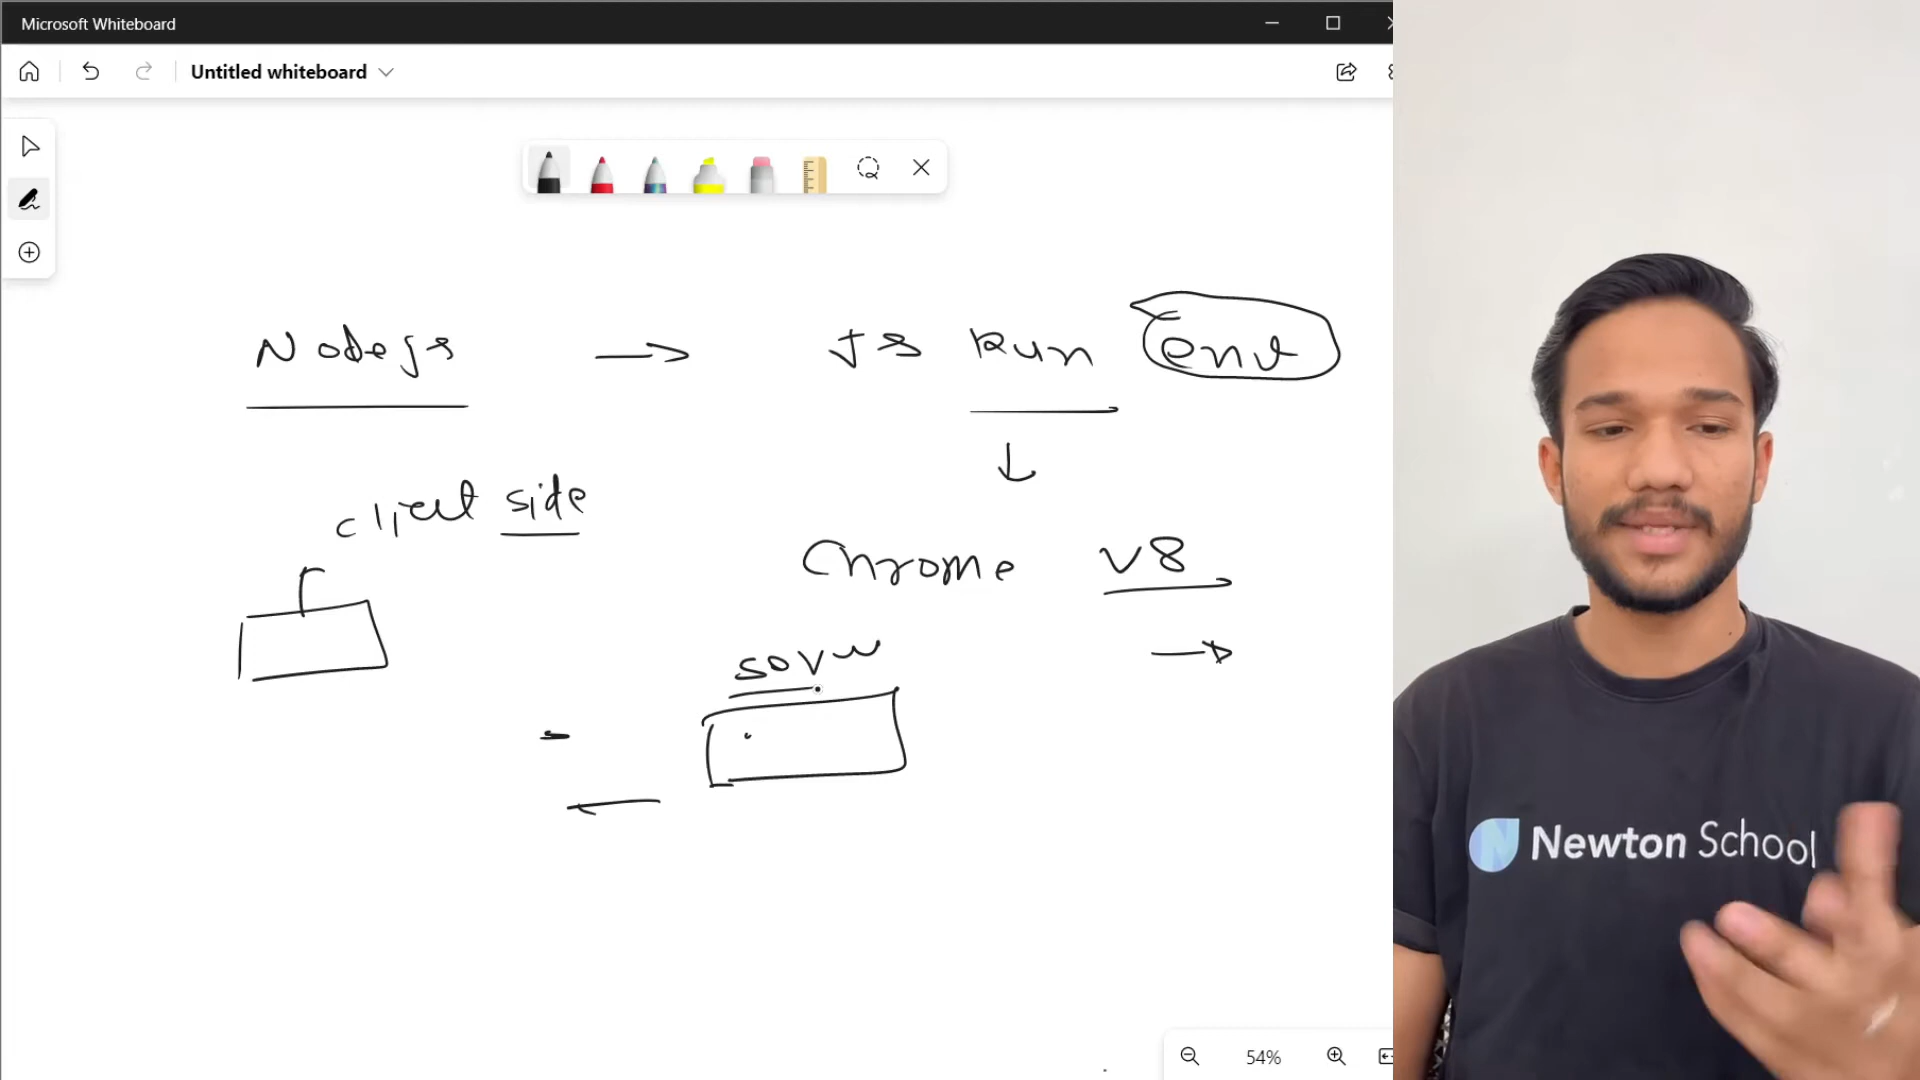 Microsoft Whiteboard
Untitled whiteboard
Nodejs → JS Run env
client side
Chrome V8
Newton School
54%